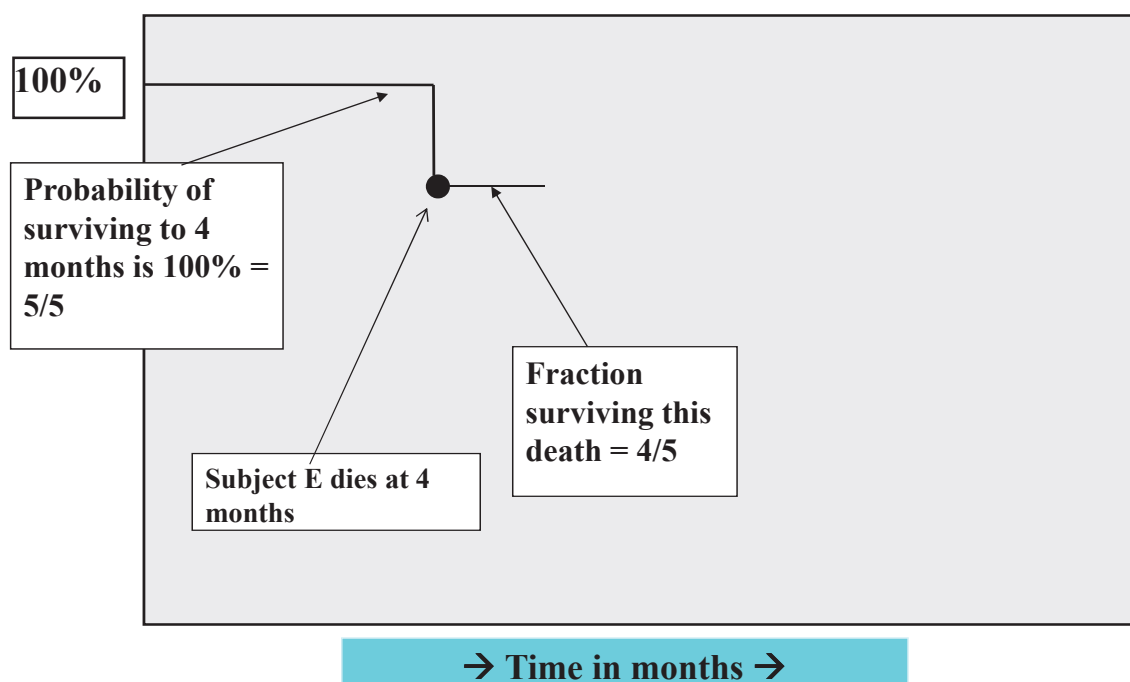 100%
Probability of
surviving to 4
months is 100% =
5/5
Fraction
surviving this
death = 4/5
Subject E dies at 4
months
→ Time in months →